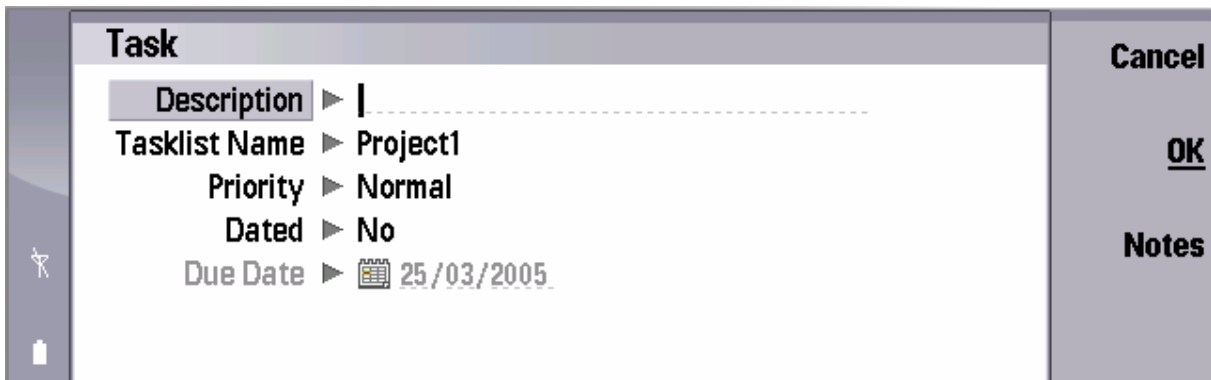 Task
Description
Tasklist Name Project1
Priority Normal
Dated No
Due Date 25/03/2005
Cancel
OK
Notes